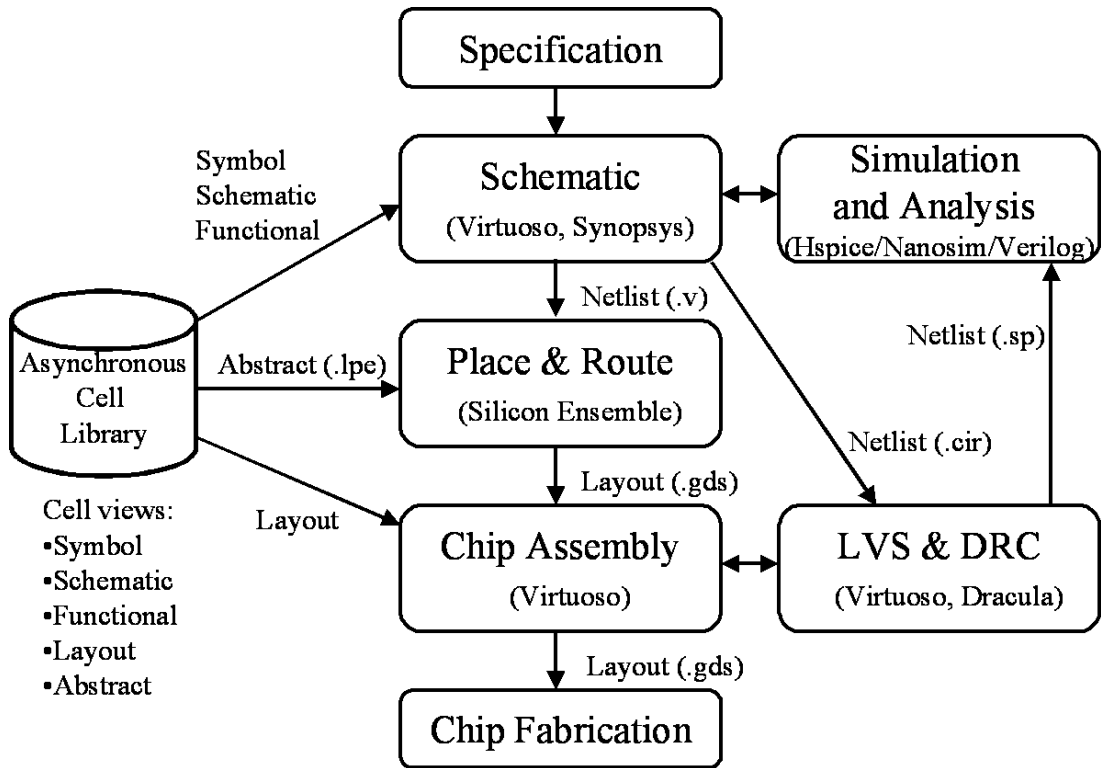 Specification
Symbol
Schematic
Functional
Schematic
(Virtuoso, Synopsys)
Simulation
and Analysis
(Hspice/Nanosim/Verilog)
Netlist (.v)
Netlist (.sp)
Asynchronous
Cell
Library
Abstract (.lpe)
Place & Route
(Silicon Ensemble)
Netlist (.cir)
Layout (.gds)
Cell views:
▪Symbol
▪Schematic
▪Functional
▪Layout
▪Abstract
Layout
Chip Assembly
(Virtuoso)
LVS & DRC
(Virtuoso, Dracula)
Layout (.gds)
Chip Fabrication